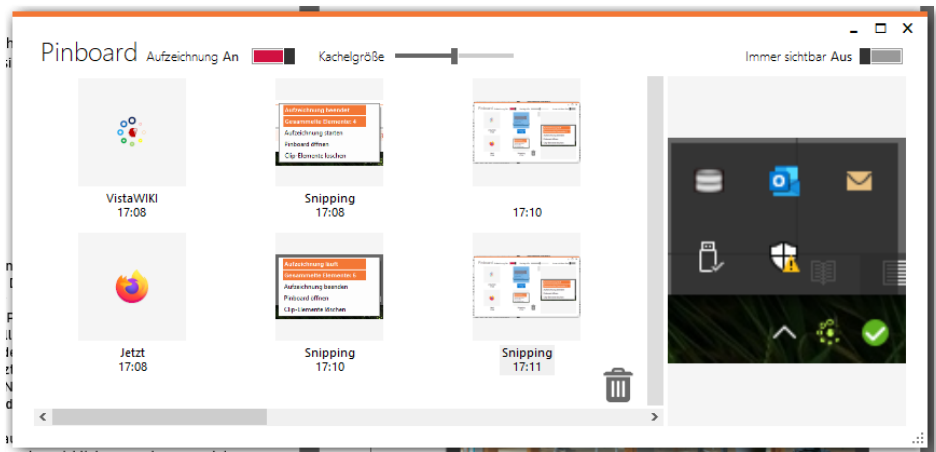 Pinboard Aufzeichnung An Kachelgröße Immer sichtbar Aus
VistaWIKI
17:08
Aufzeichnung beendet
Gesammelte Elemente: 4
Aufzeichnung starten
Pinboard öffnen
Clip-Elemente löschen
Snipping
17:08
17:10
Jetzt
17:08
Aufzeichnung läuft
Gesammelte Elemente: 6
Aufzeichnung beenden
Pinboard öffnen
Clip-Elemente löschen
Snipping
17:10
Snipping
17:11